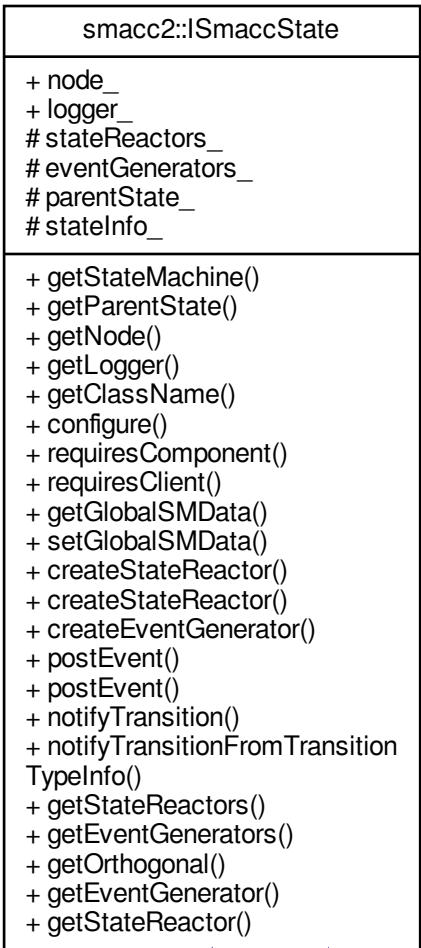 smacc2::ISmaccState
+ node_
+ logger_
# stateReactors_
# eventGenerators_
# parentState_
# stateInfo_
+ getStateMachine()
+ getParentState()
+ getNode()
+ getLogger()
+ getClassName()
+ configure()
+ requiresComponent()
+ requiresClient()
+ getGlobalSMData()
+ setGlobalSMData()
+ createStateReactor()
+ createStateReactor()
+ createEventGenerator()
+ postEvent()
+ postEvent()
+ notifyTransition()
+ notifyTransitionFromTransition
TypeInfo()
+ getStateReactors()
+ getEventGenerators()
+ getOrthogonal()
+ getEventGenerator()
+ getStateReactor()